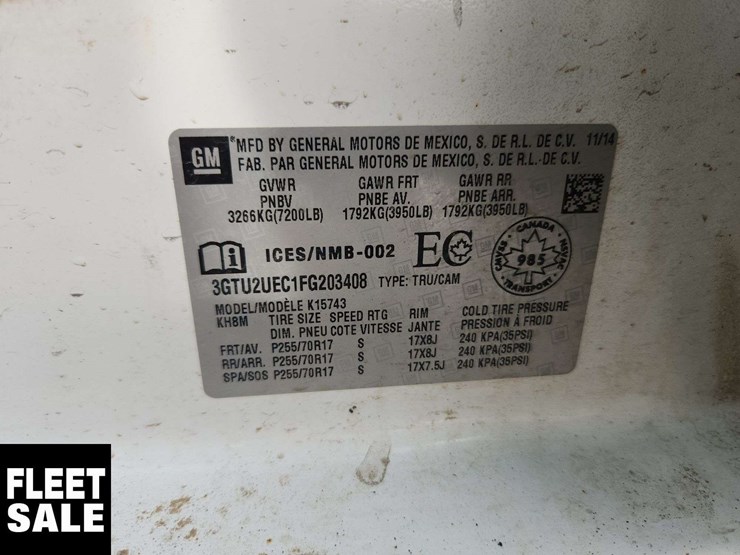 GM
MFD BY GENERAL MOTORS DE MEXICO, S. DE R.L. DE C.V. 11/14
FAB. PAR GENERAL MOTORS DE MEXICO, S. DE R.L. DE C.V.
GVWR GAWR FRT GAWR RR
PNBV PNBE AV. PNBE ARR.
3266KG(7200LB) 1792KG(3950LB) 1792KG(3950LB)
i ICES/NMB-002 EC
CANADA
CMVSS NSVAC
985
TRANSPORT
3GTU2UEC1FG203408 TYPE: TRU/CAM
MODEL/MODÈLE K15743
KH8M TIRE SIZE SPEED RTG RIM COLD TIRE PRESSURE
DIM. PNEU COTE VITESSE JANTE PRESSION À FROID
FRT/AV. P255/70R17 S 17X8J 240 KPA(35PSI)
RR/ARR. P255/70R17 S 17X8J 240 KPA(35PSI)
SPA/SOS P255/70R17 S 17X7.5J 240 KPA(35PSI)
FLEET
SALE